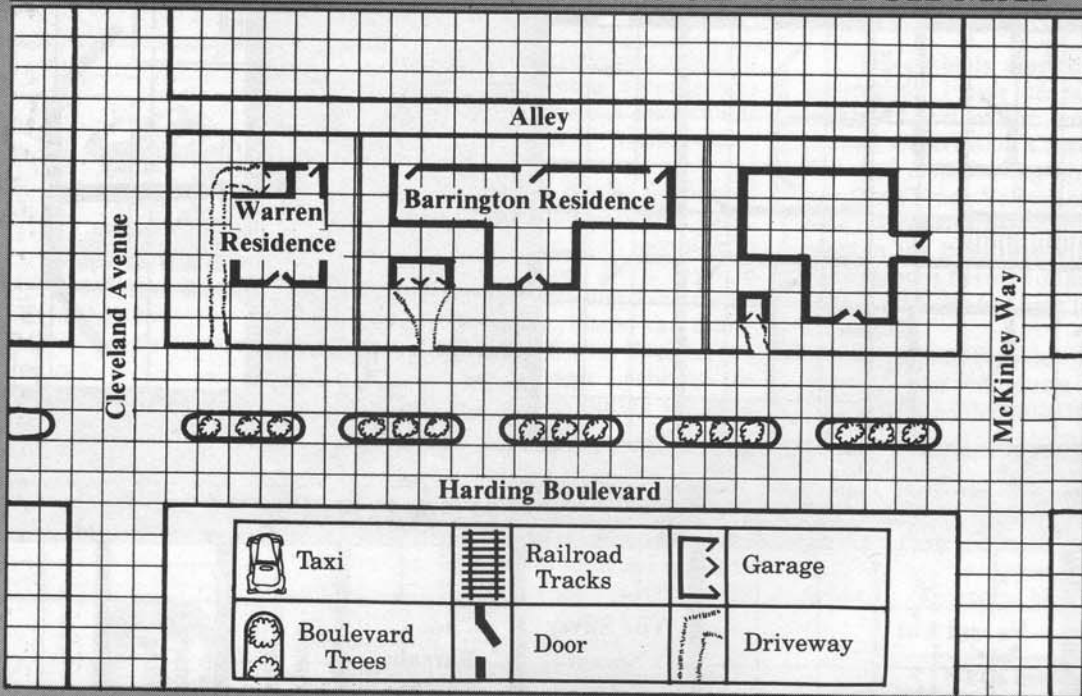 Alley
Warren
Residence
Barrington Residence
Cleveland Avenue
McKinley Way
Harding Boulevard
Taxi
Railroad
Tracks
Garage
Boulevard
Trees
Door
Driveway